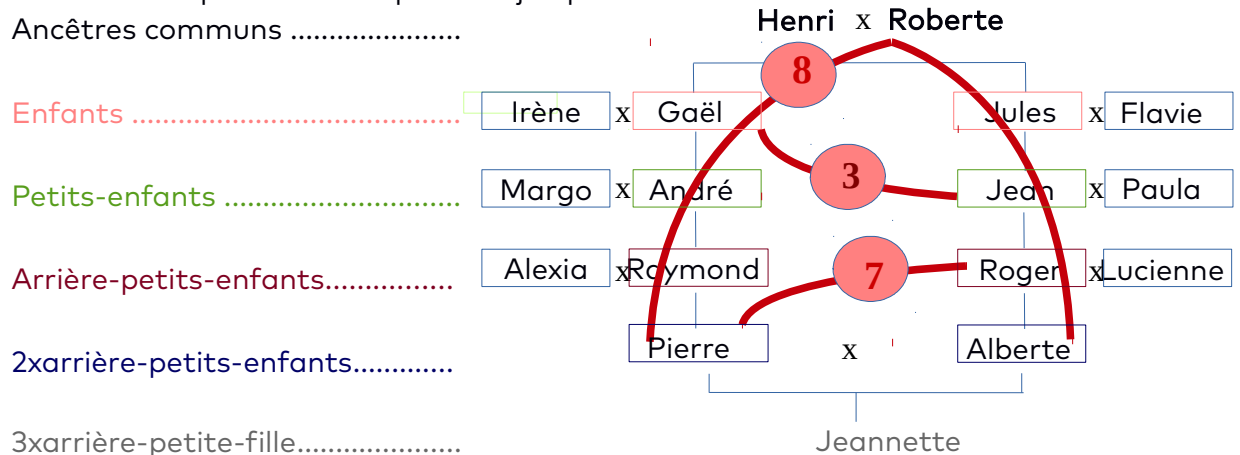 Ancêtres communs ...................... Henri x Roberte
8
Enfants ........................................... Irène x Gaël Jules x Flavie
3
Petits-enfants ............................... Margo x André Jean x Paula
Arrière-petits-enfants................. Alexia x Raymond 7 Roger x Lucienne
2xarrière-petits-enfants............. Pierre x Alberte
3xarrière-petite-fille..................... Jeannette